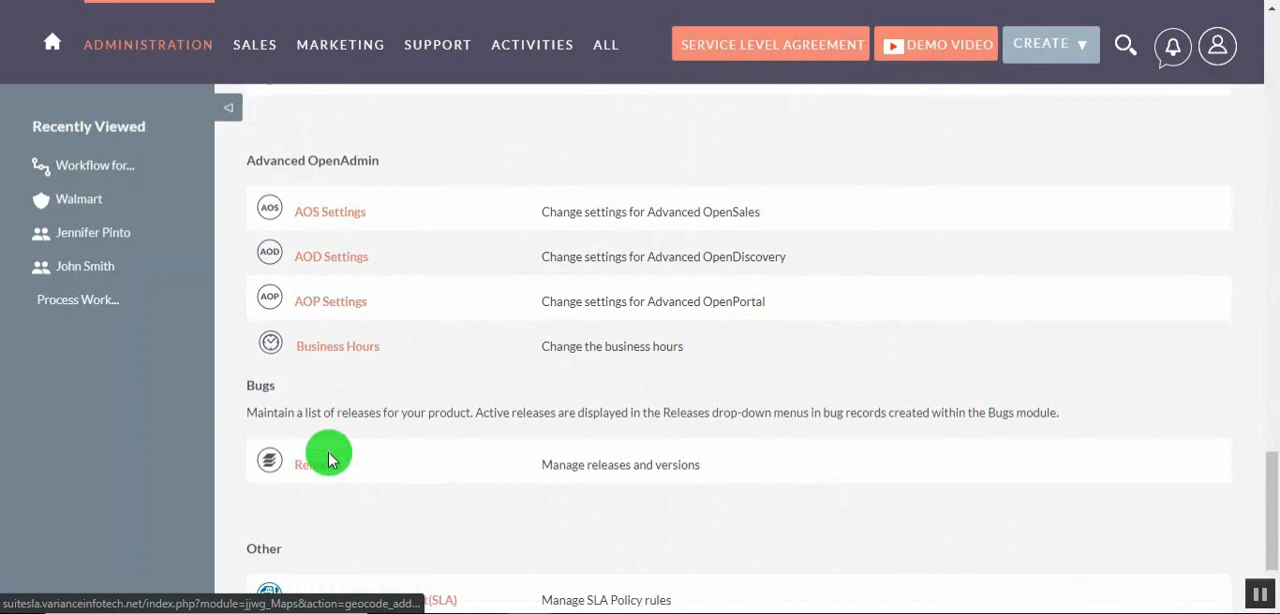 ADMINISTRATION SALES MARKETING SUPPORT ACTIVITIES ALL SERVICE LEVEL AGREEMENT DEMO VIDEO CREATE
Recently Viewed
Workflow for...
Walmart
Jennifer Pinto
John Smith
Process Work...
Advanced OpenAdmin
AOS AOS Settings Change settings for Advanced OpenSales
AOD AOD Settings Change settings for Advanced OpenDiscovery
AOP AOP Settings Change settings for Advanced OpenPortal
Business Hours Change the business hours
Bugs
Maintain a list of releases for your product. Active releases are displayed in the Releases drop-down menus in bug records created within the Bugs module.
Manage releases and versions
Other
(SLA) Manage SLA Policy rules
suitesla.varianceinfotech.net/index.php?module=jjwg_Maps&action=geocode_add...